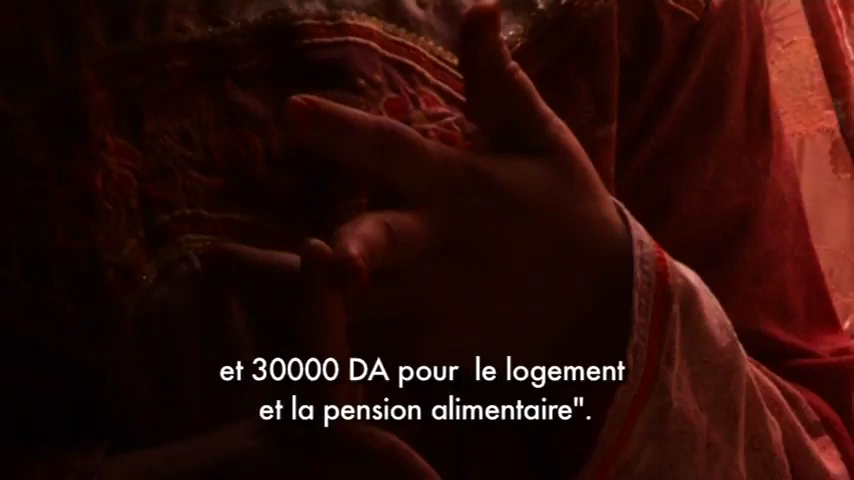 et 30000 DA pour  le logement
et la pension alimentaire".